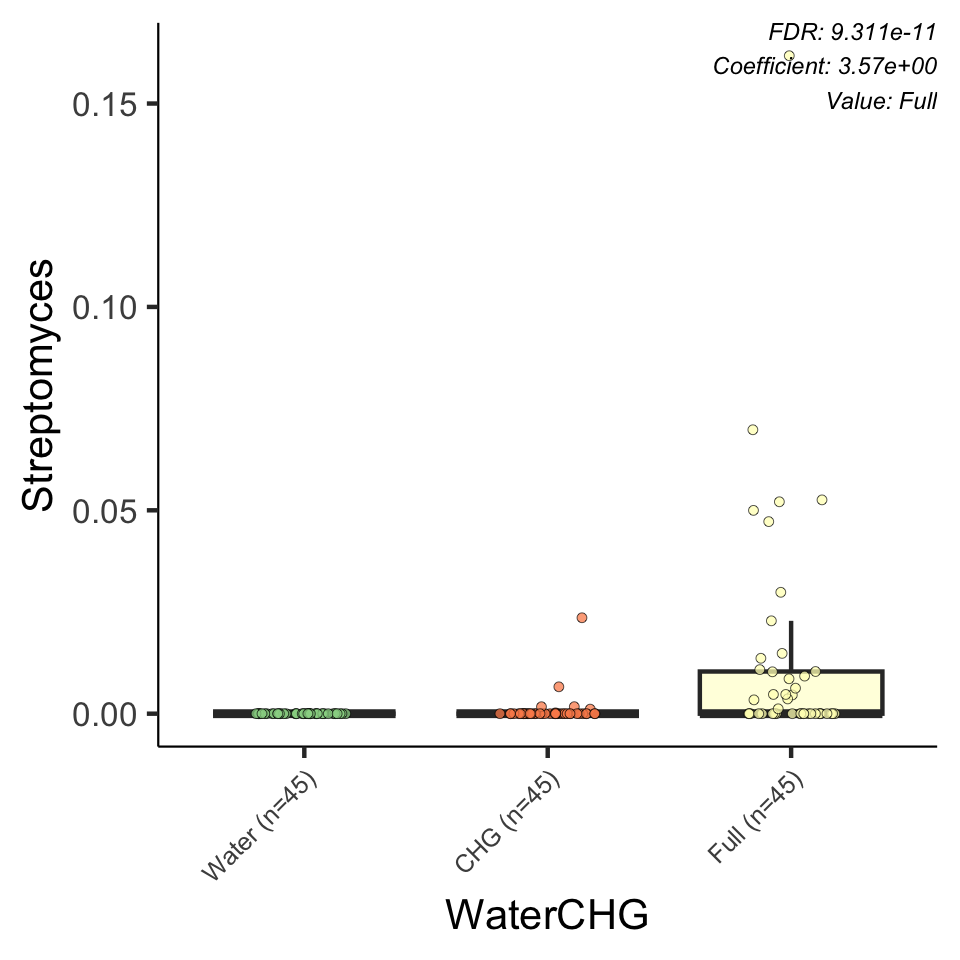 FDR: 9.311e-11
Coefficient: 3.57e+00
Value: Full
0.15
0.10
0.05
0.00
Streptomyces
Water (n=45)
CHG (n=45)
Full (n=45)
WaterCHG